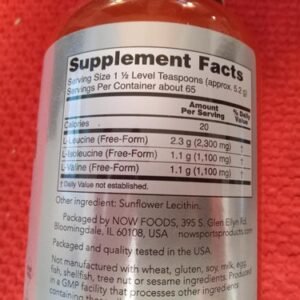 Supplement Facts
Serving Size 1 ½ Level Teaspoons (approx. 5.2 g)
Servings Per Container about 65
Amount Per Serving % Daily Value
Calories 20
L-Leucine (Free-Form) 2.3 g (2,300 mg) †
L-Isoleucine (Free-Form) 1.1 g (1,100 mg) †
L-Valine (Free-Form) 1.1 g (1,100 mg) †
† Daily Value not established.
Other ingredient: Sunflower Lecithin.
Packaged by NOW FOODS, 395 S. Glen Ellyn Rd.
Bloomingdale, IL 60108, USA nowsportsproducts.com
Packaged and quality tested in the USA
Not manufactured with wheat, gluten, soy, milk, egg,
fish, shellfish, tree nut or sesame ingredients. Produced
in a GMP facility that processes other ingredients
containing these